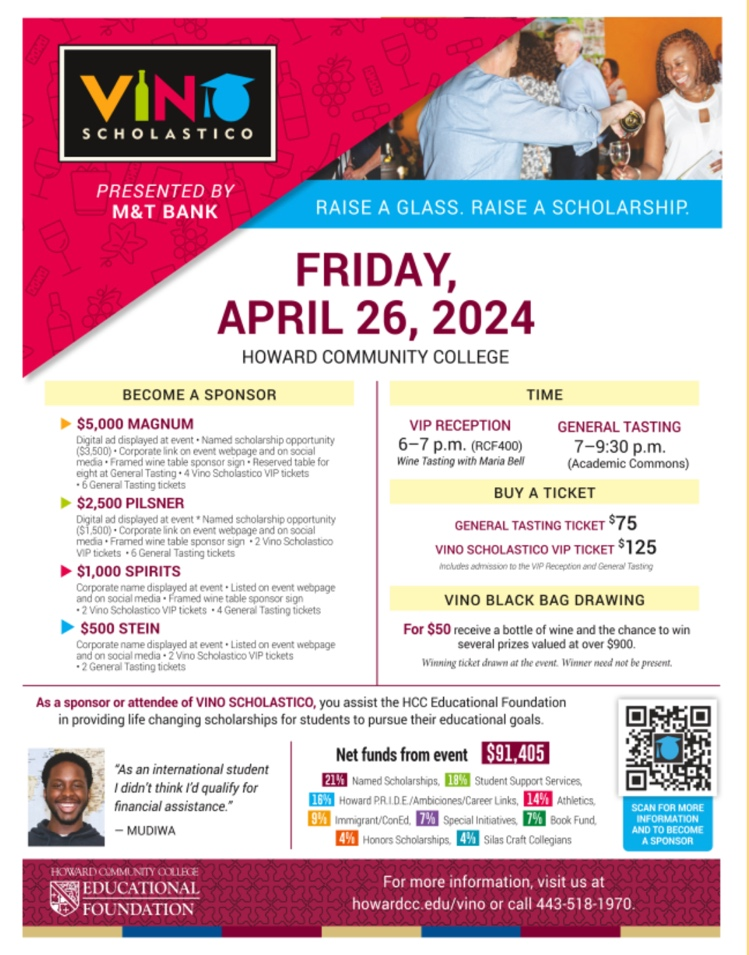 VINO
SCHOLASTICO
PRESENTED BY
M&T BANK
RAISE A GLASS. RAISE A SCHOLARSHIP.
FRIDAY,
APRIL 26, 2024
HOWARD COMMUNITY COLLEGE
BECOME A SPONSOR
$5,000 MAGNUM
Digital ad displayed at event • Named scholarship opportunity
($3,500) • Corporate link on event webpage and on social
media • Framed wine table sponsor sign • Reserved table for
eight at General Tasting • 4 Vino Scholastico VIP tickets
• 6 General Tasting tickets
$2,500 PILSNER
Digital ad displayed at event * Named scholarship opportunity
($1,500) • Corporate link on event webpage and on social
media • Framed wine table sponsor sign • 2 Vino Scholastico
VIP tickets • 6 General Tasting tickets
$1,000 SPIRITS
Corporate name displayed at event • Listed on event webpage
and on social media • Framed wine table sponsor sign
• 2 Vino Scholastico VIP tickets • 4 General Tasting tickets
$500 STEIN
Corporate name displayed at event • Listed on event webpage
and on social media • 2 Vino Scholastico VIP tickets
• 2 General Tasting tickets
TIME
VIP RECEPTION
6–7 p.m. (RCF400)
Wine Tasting with Maria Bell
GENERAL TASTING
7–9:30 p.m.
(Academic Commons)
BUY A TICKET
GENERAL TASTING TICKET $75
VINO SCHOLASTICO VIP TICKET $125
Includes admission to the VIP Reception and General Tasting
VINO BLACK BAG DRAWING
For $50 receive a bottle of wine and the chance to win
several prizes valued at over $900.
Winning ticket drawn at the event. Winner need not be present.
As a sponsor or attendee of VINO SCHOLASTICO, you assist the HCC Educational Foundation
in providing life changing scholarships for students to pursue their educational goals.
"As an international student
I didn't think I'd qualify for
financial assistance."
— MUDIWA
Net funds from event $91,405
21% Named Scholarships, 18% Student Support Services,
16% Howard P.R.I.D.E./Ambiciones/Career Links, 14% Athletics,
9% Immigrant/ConEd, 7% Special Initiatives, 7% Book Fund,
4% Honors Scholarships, 4% Silas Craft Collegians
SCAN FOR MORE
INFORMATION
AND TO BECOME
A SPONSOR
HOWARD COMMUNITY COLLEGE
EDUCATIONAL
FOUNDATION
For more information, visit us at
howardcc.edu/vino or call 443-518-1970.